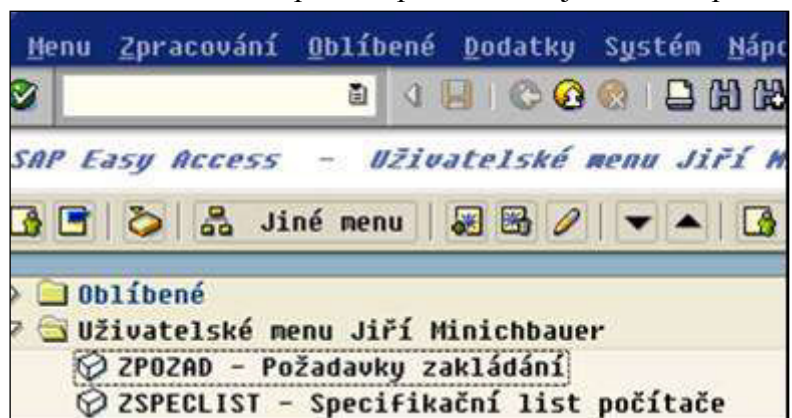 Menu Zpracování Oblíbené Dodatky Systém Nápo
SAP Easy Access - Uživatelské menu Jiří M
Jiné menu
Oblíbené
Uživatelské menu Jiří Minichbauer
ZPOZAD - Požadavky zakládání
ZSPECLIST - Specifikační list počítače